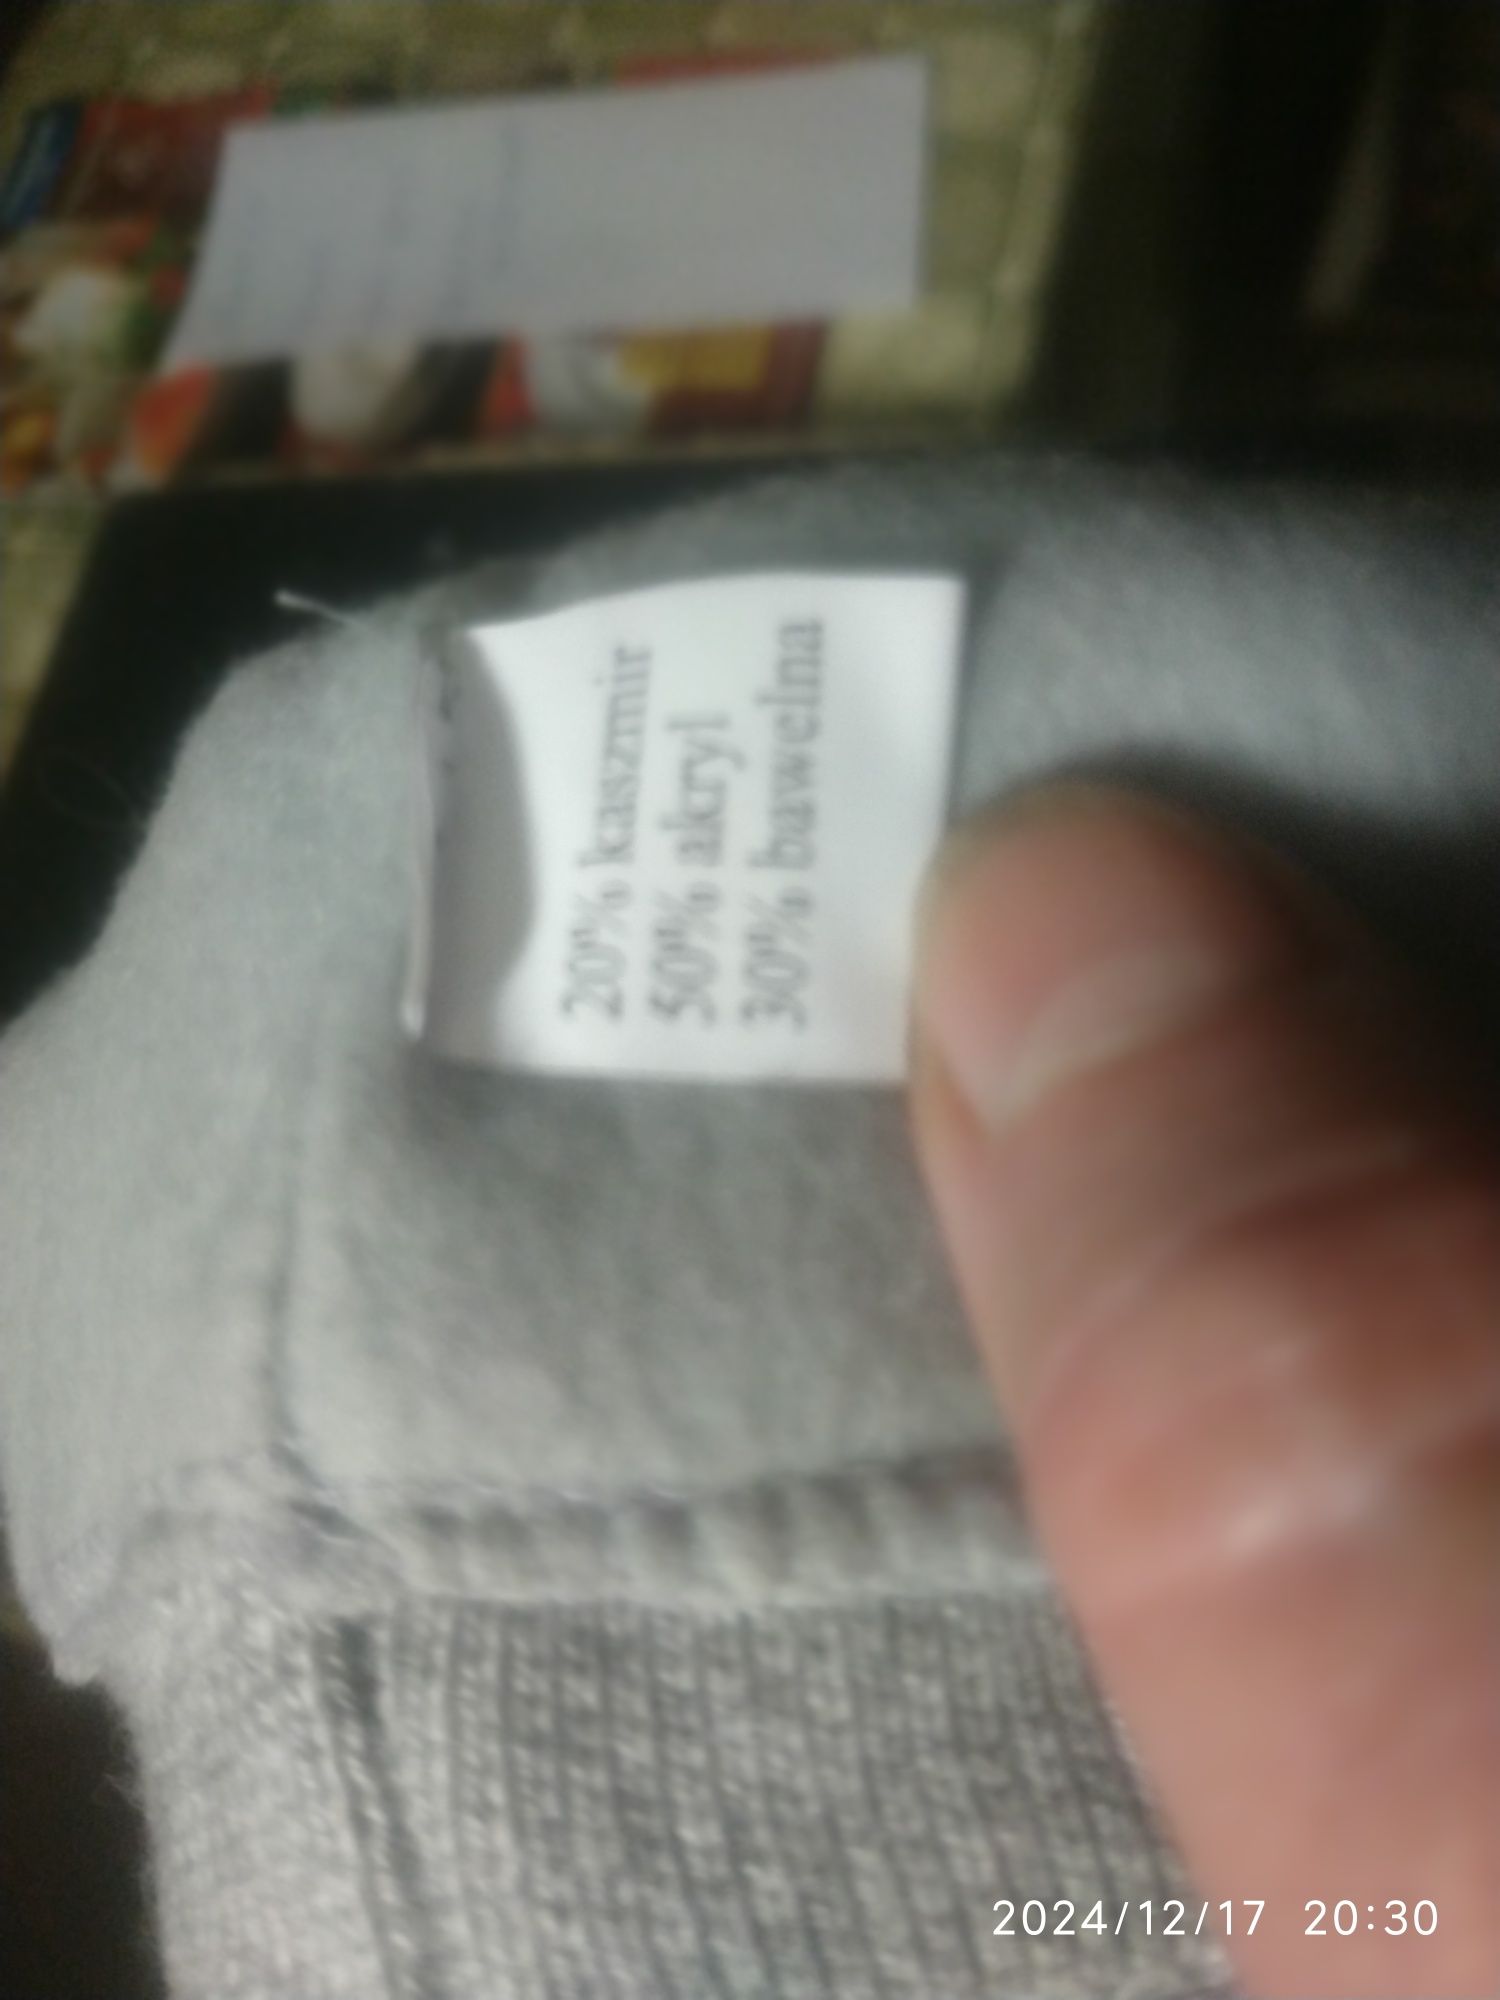 20% kaszmir
50% akryl
30% bawełna
2024/12/17 20:30